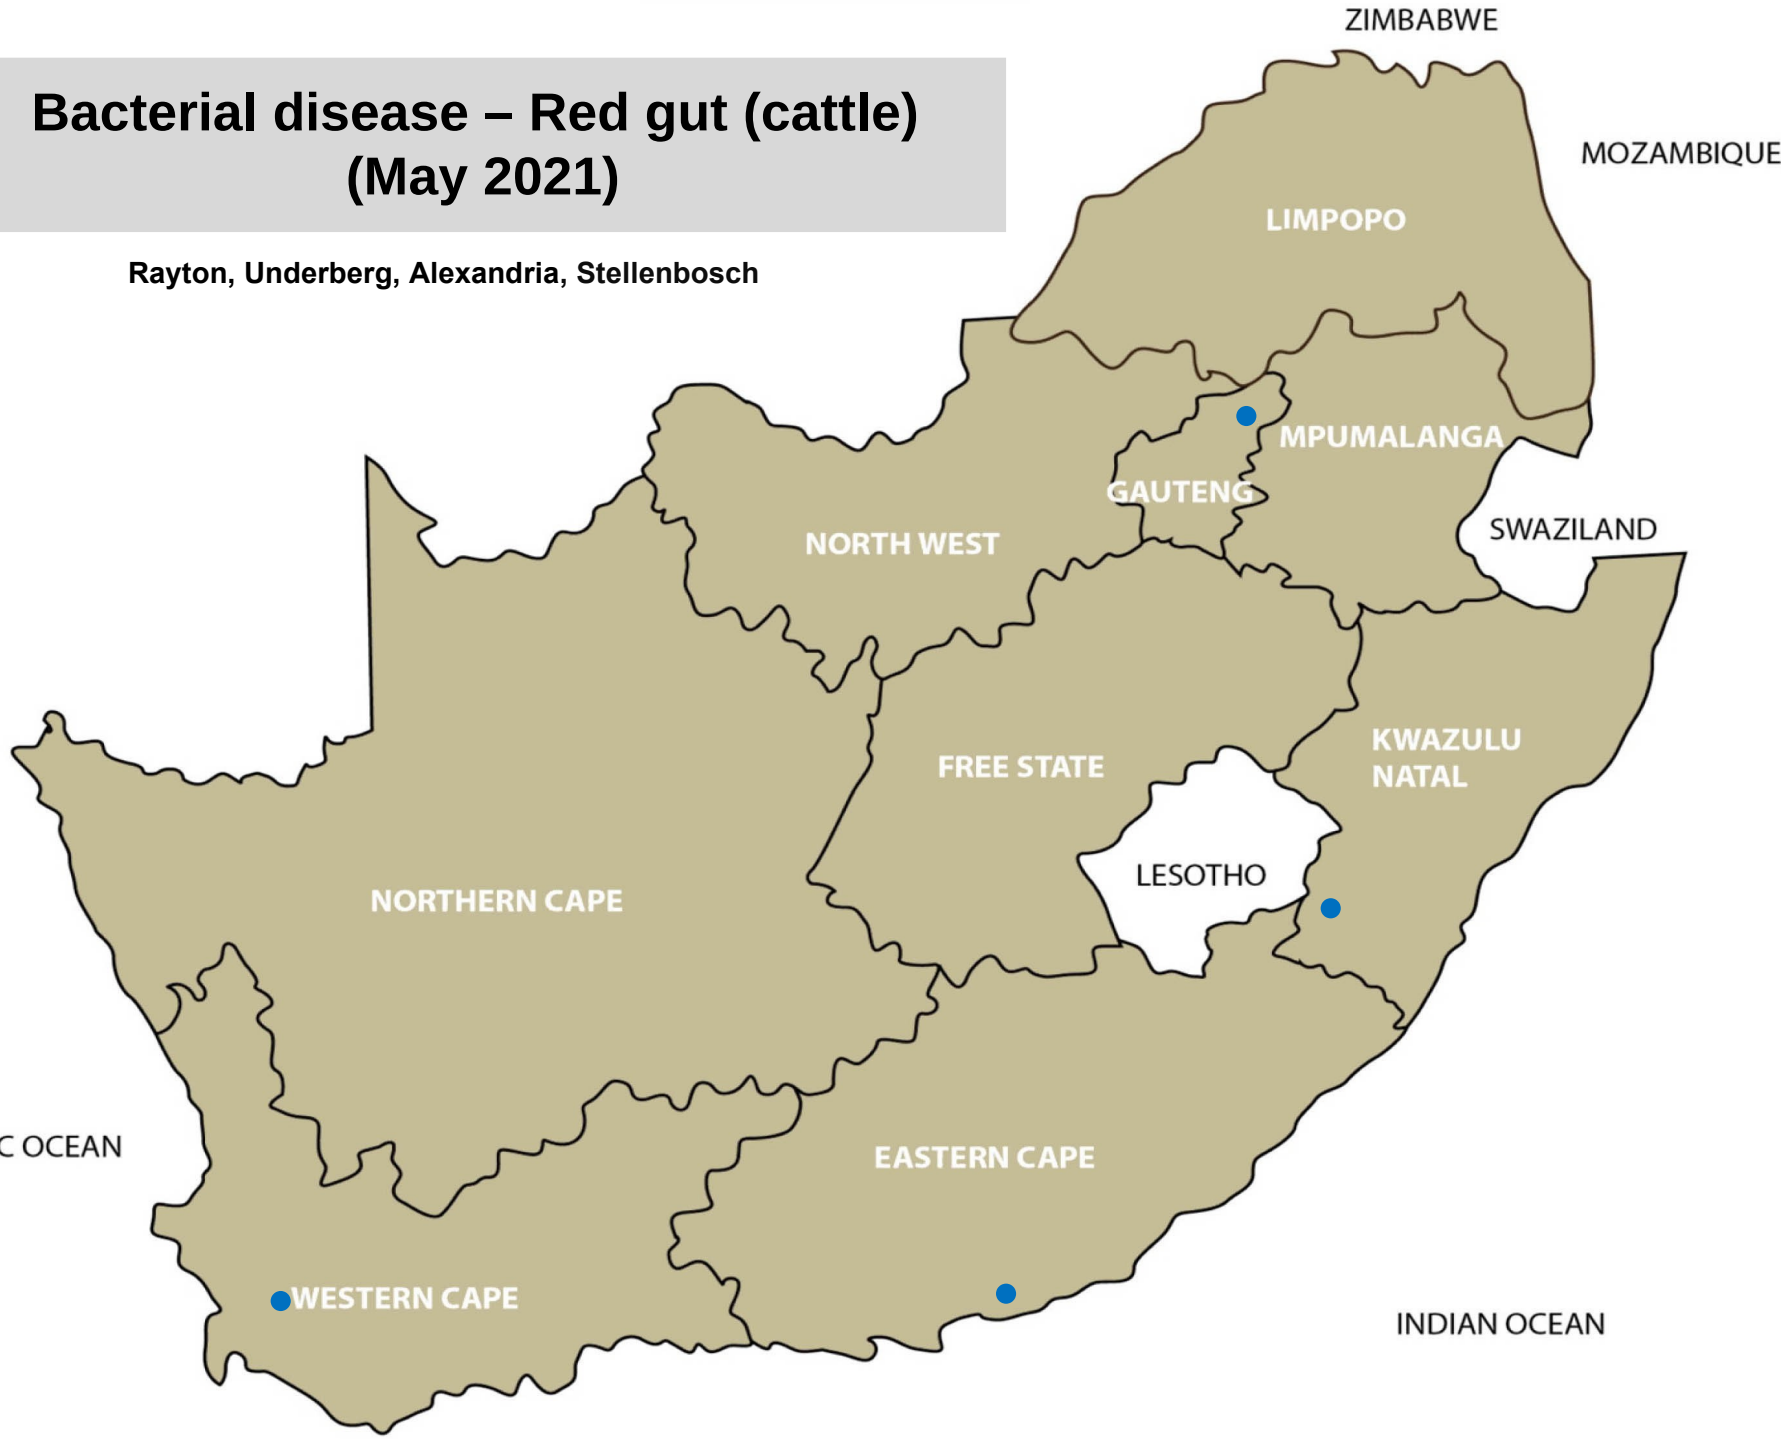 ZIMBABWE
Bacterial disease – Red gut (cattle)
(May 2021)
MOZAMBIQUE
LIMPOPO
Rayton, Underberg, Alexandria, Stellenbosch
MPUMALANGA
GAUTENG
NORTH WEST
SWAZILAND
KWAZULU
NATAL
FREE STATE
LESOTHO
NORTHERN CAPE
C OCEAN
EASTERN CAPE
WESTERN CAPE
INDIAN OCEAN